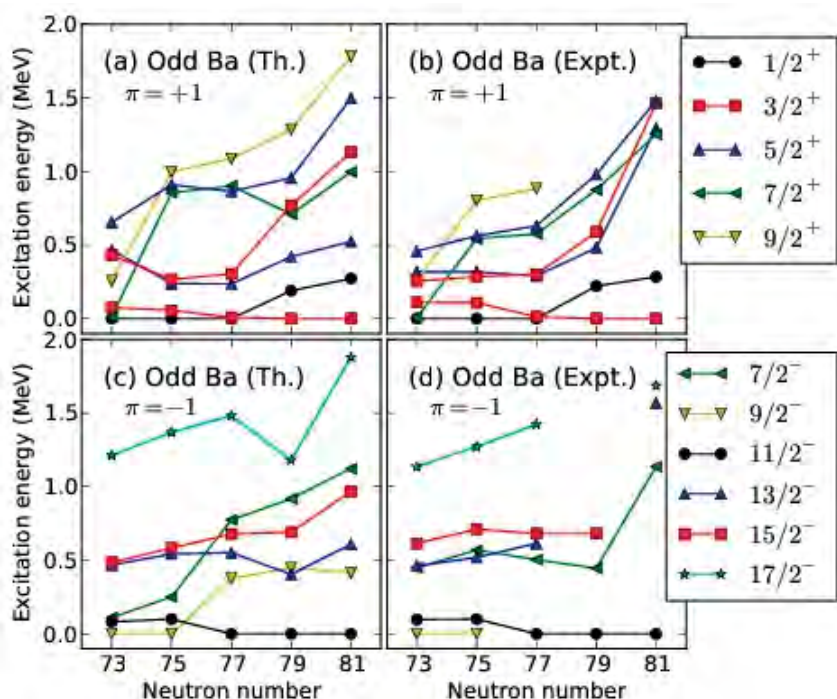 (a) Odd Ba (Th.)
π = +1
(b) Odd Ba (Expt.)
π = +1
Excitation energy (MeV)
2.0
1.5
1.0
0.5
0.0
1/2⁺
3/2⁺
5/2⁺
7/2⁺
9/2⁺
(c) Odd Ba (Th.)
π = −1
(d) Odd Ba (Expt.)
π = −1
Excitation energy (MeV)
2.0
1.5
1.0
0.5
0.0
7/2⁻
9/2⁻
11/2⁻
13/2⁻
15/2⁻
17/2⁻
73 75 77 79 81
73 75 77 79 81
Neutron number
Neutron number